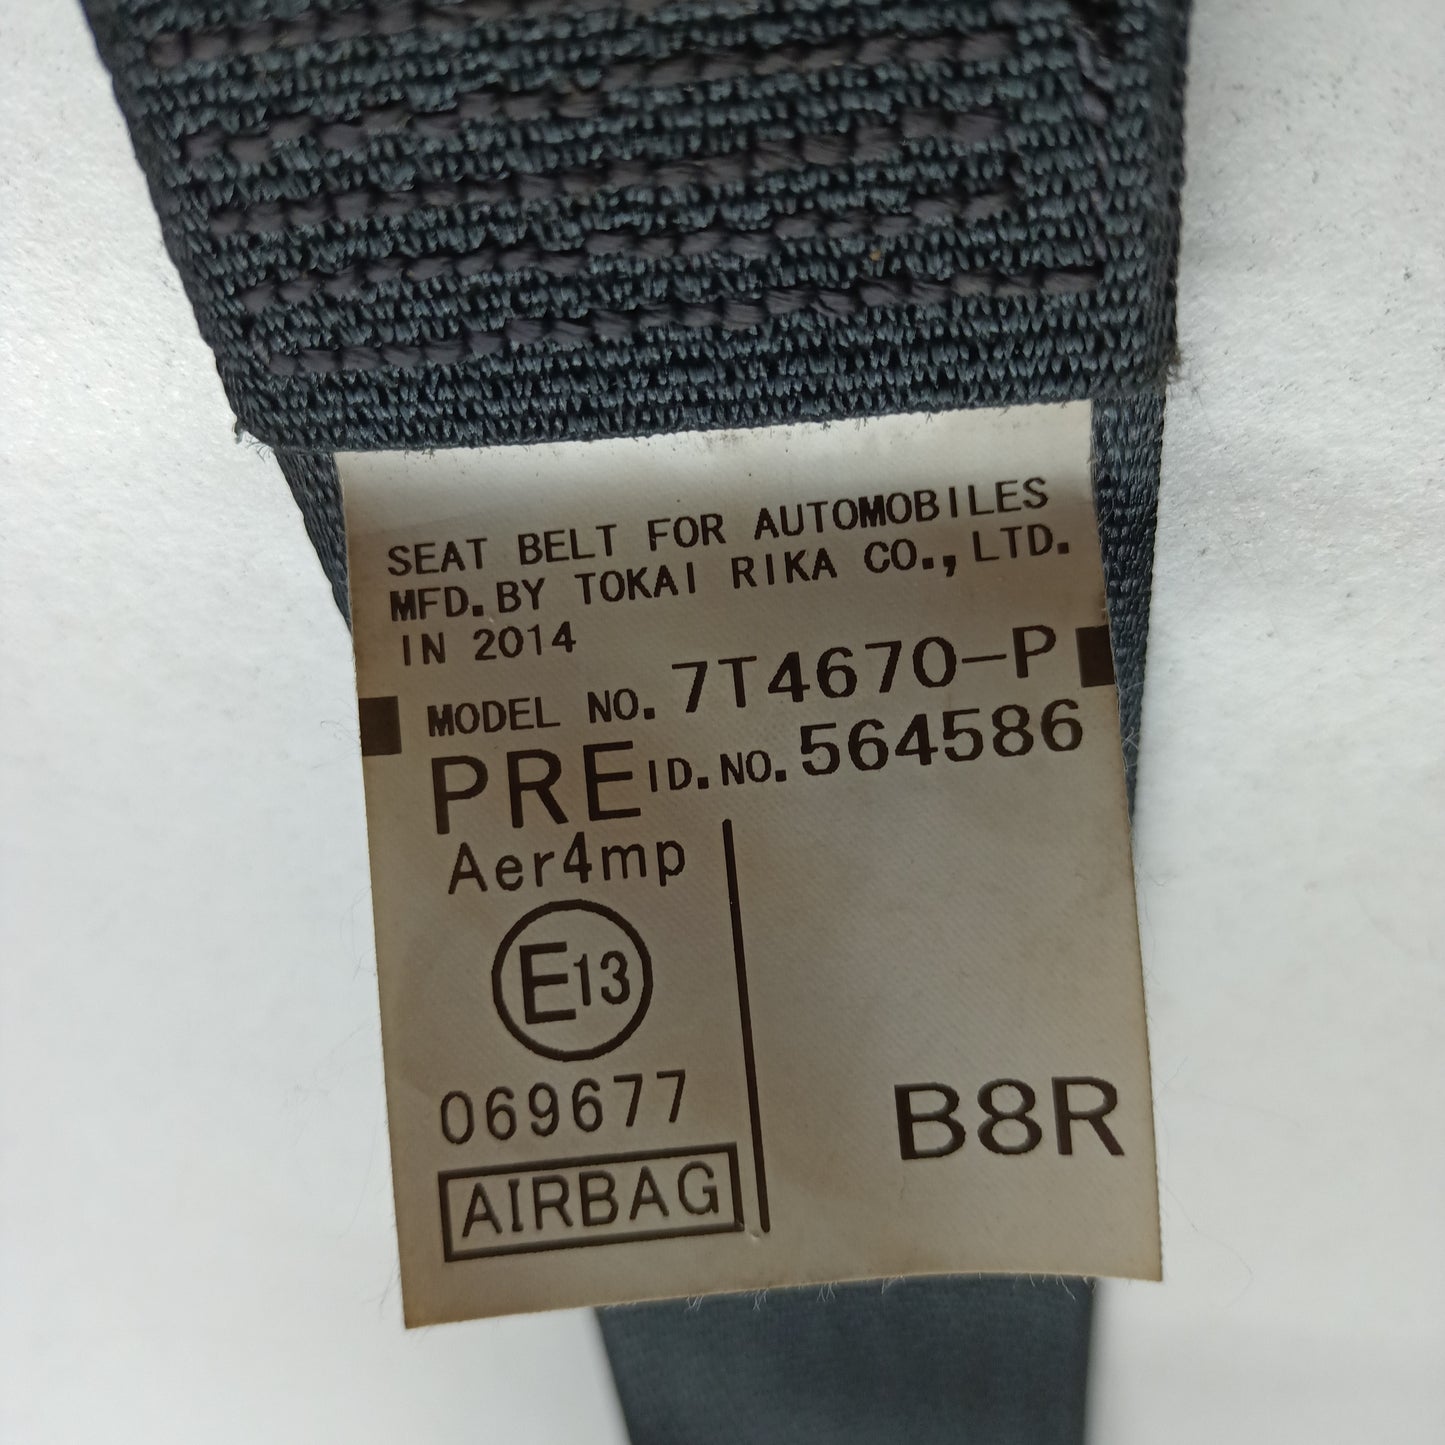 SEAT BELT FOR AUTOMOBILES
MFD. BY TOKAI RIKA CO., LTD.
IN 2014
MODEL NO. 7T4670-P
PRE ID. NO. 564586
Aer4mp
E13
069677
AIRBAG
B8R